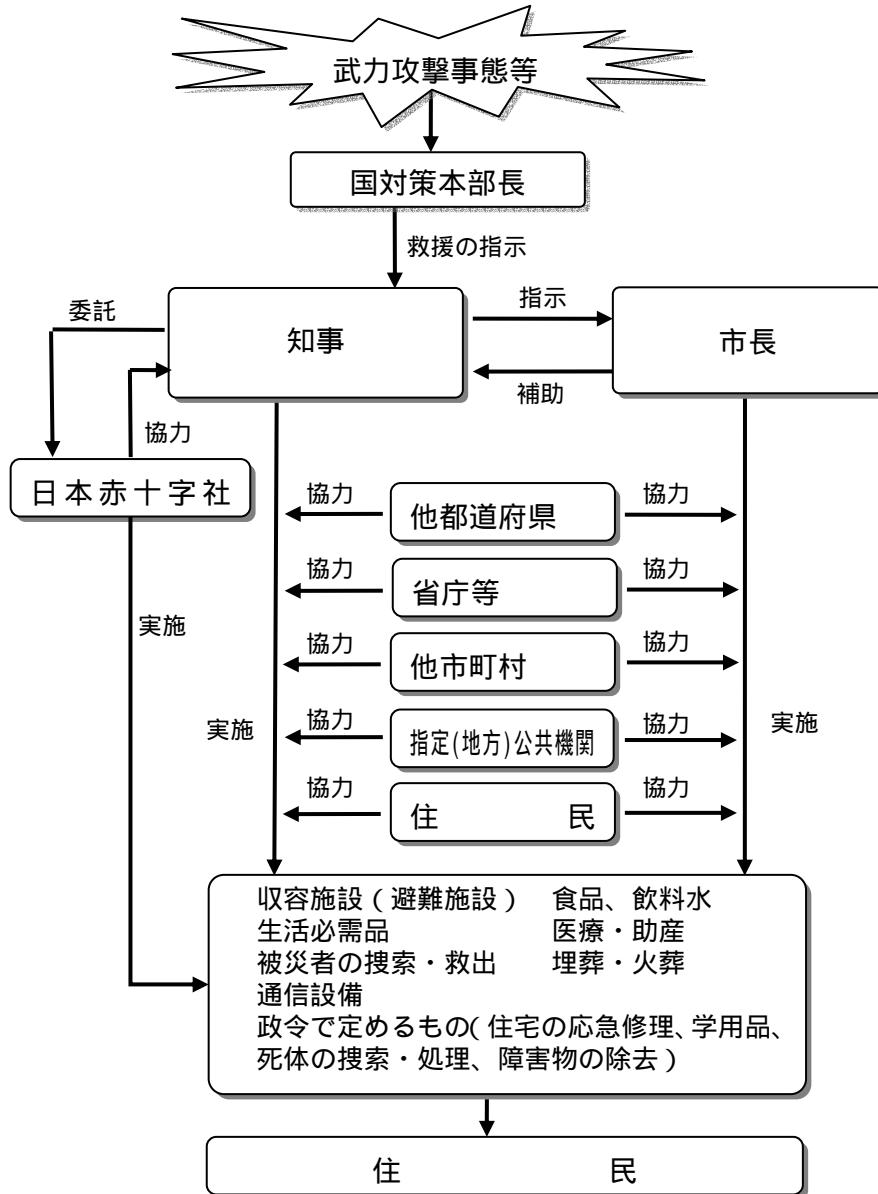 武力攻撃事態等
国対策本部長
救援の指示
委託
知事
指示
市長
補助
協力
日本赤十字社
協力
他都道府県
協力
協力
省庁等
協力
実施
協力
他市町村
協力
実施
協力
指定(地方)公共機関
協力
実施
協力
住 民
協力
収容施設(避難施設) 食品、飲料水
生活必需品 医療・助産
被災者の捜索・救出 埋葬・火葬
通信設備
政令で定めるもの(住宅の応急修理、学用品、
死体の捜索・処理、障害物の除去)
住 民